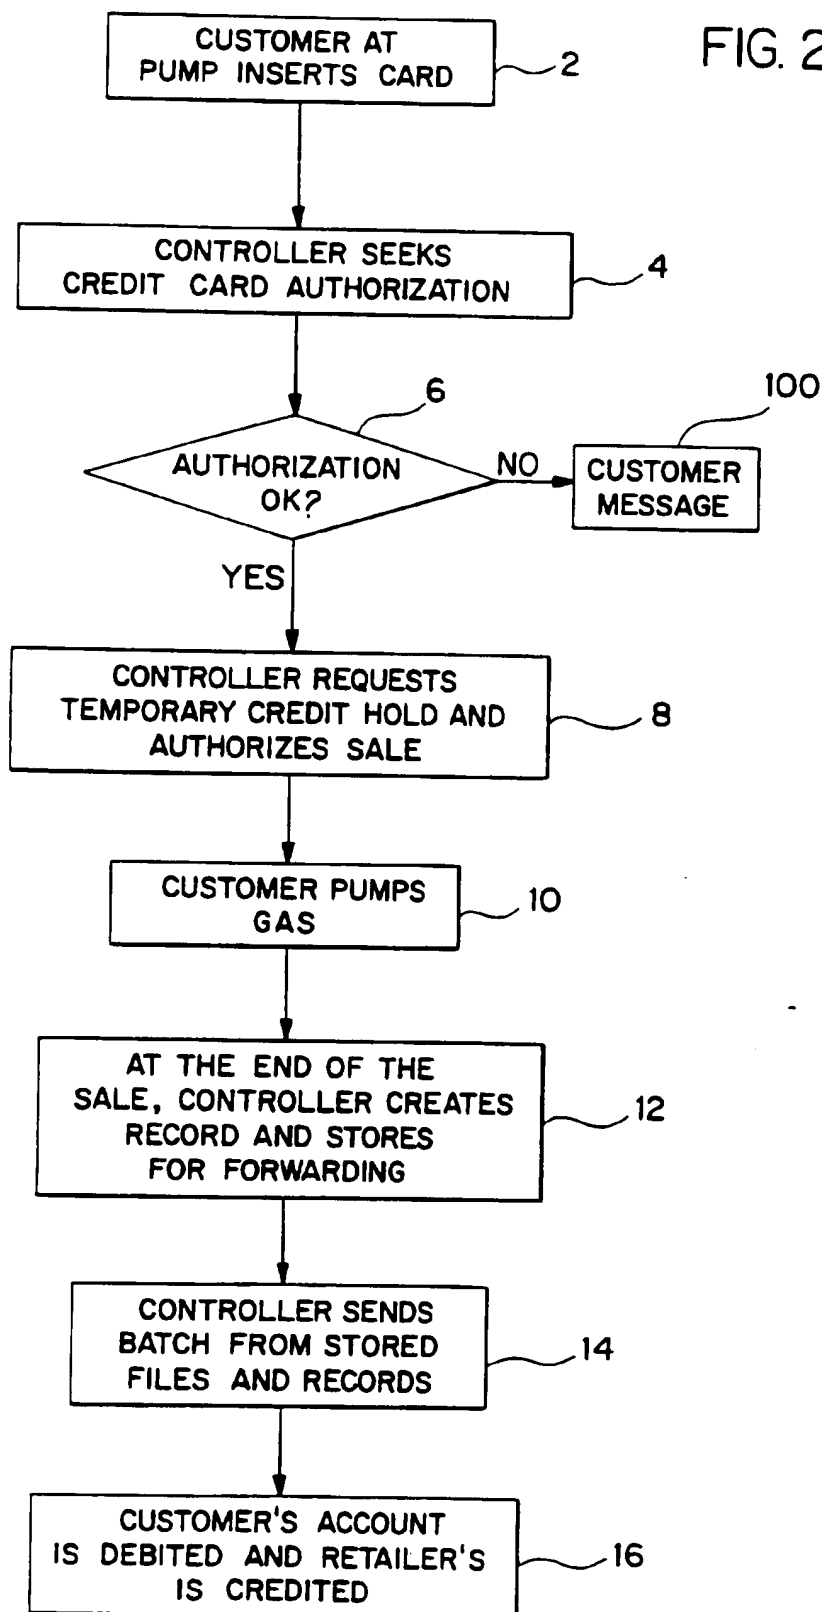 FIG. 2
CUSTOMER AT
PUMP INSERTS CARD
2
CONTROLLER SEEKS
CREDIT CARD AUTHORIZATION
4
6
100
AUTHORIZATION
OK?
NO
CUSTOMER
MESSAGE
YES
CONTROLLER REQUESTS
TEMPORARY CREDIT HOLD AND
AUTHORIZES SALE
8
CUSTOMER PUMPS
GAS
10
AT THE END OF THE
SALE, CONTROLLER CREATES
RECORD AND STORES
FOR FORWARDING
12
CONTROLLER SENDS
BATCH FROM STORED
FILES AND RECORDS
14
CUSTOMER'S ACCOUNT
IS DEBITED AND RETAILER'S
IS CREDITED
16